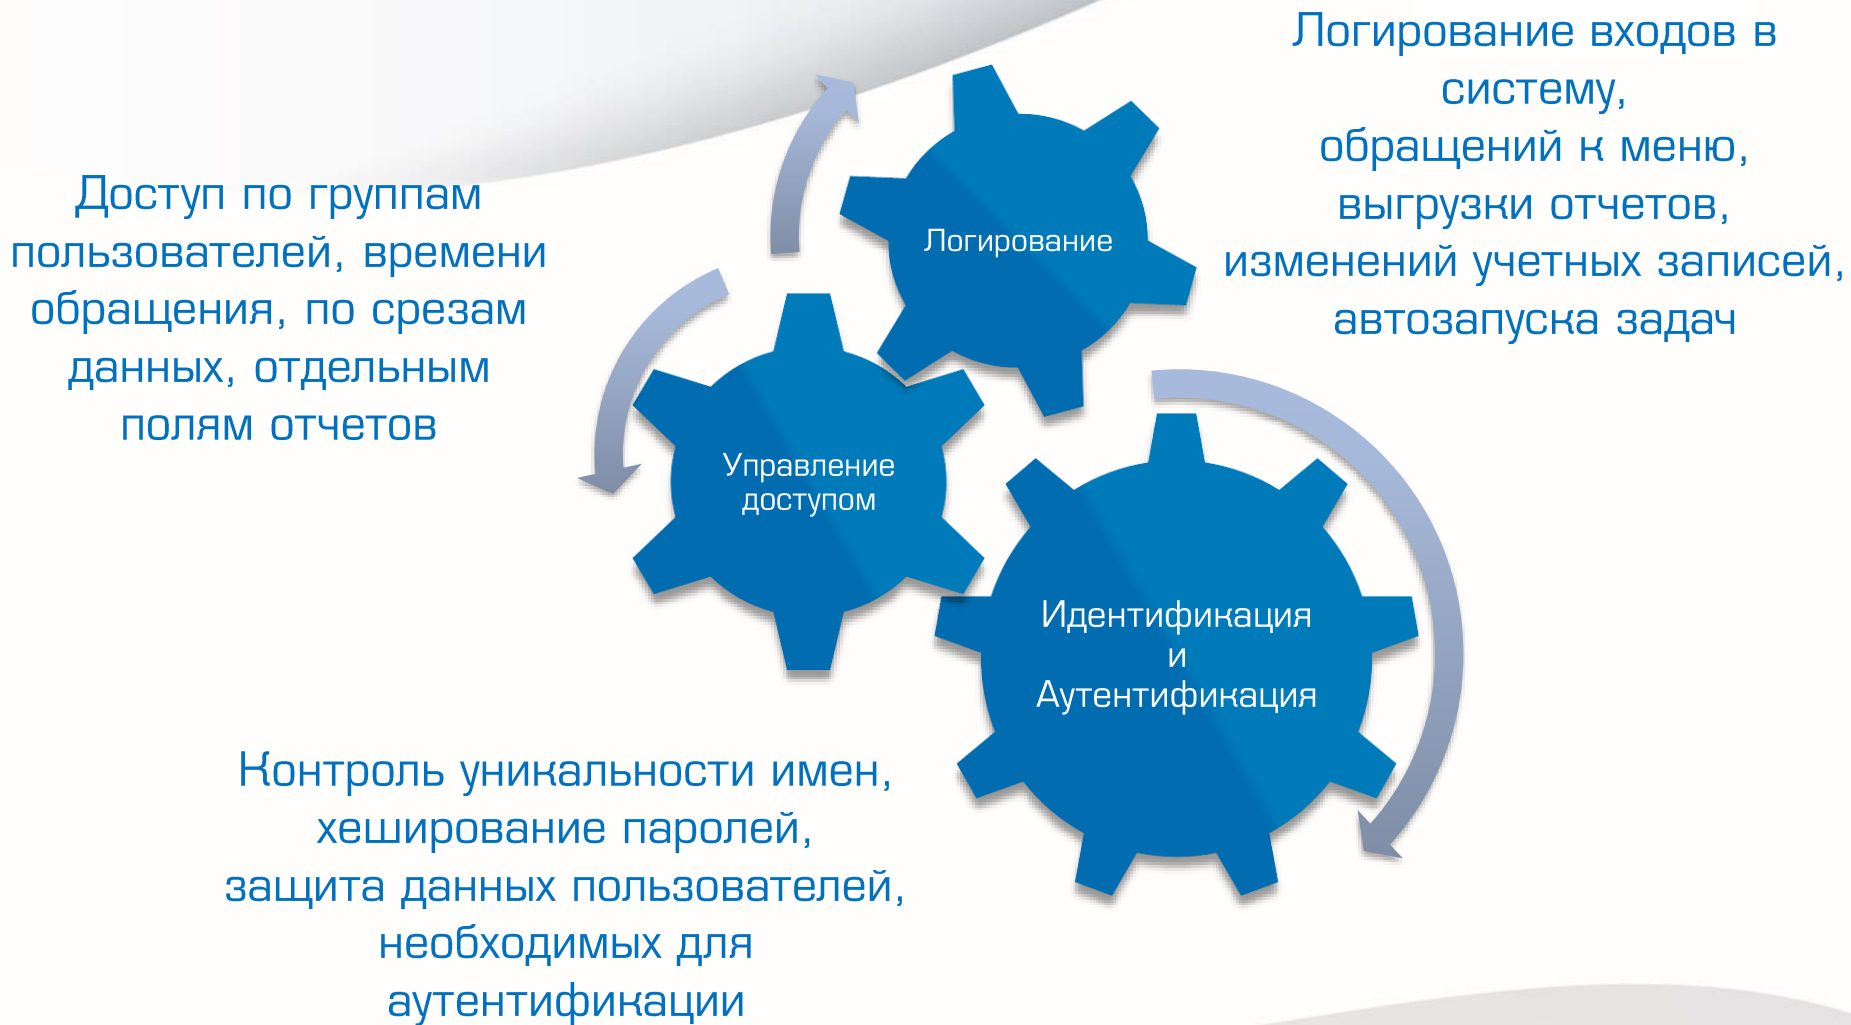 Логирование входов в
систему,
обращений к меню,
выгрузки отчетов,
изменений учетных записей,
автозапуска задач
Доступ по группам
пользователей, времени
обращения, по срезам
данных, отдельным
полям отчетов
Логирование
Управление
доступом
Идентификация
и
Аутентификация
Контроль уникальности имен,
хеширование паролей,
защита данных пользователей,
необходимых для
аутентификации